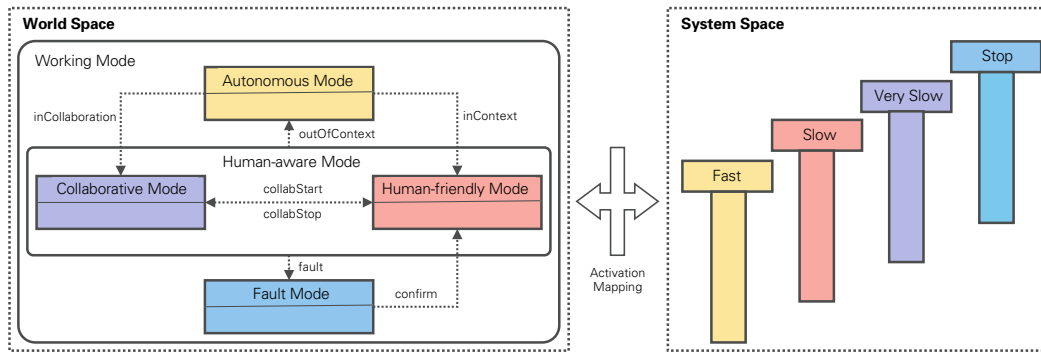 World Space
Working Mode
Autonomous Mode
inCollaboration
inContext
outOfContext
Human-aware Mode
Collaborative Mode
collabStart
collabStop
Human-friendly Mode
fault
Fault Mode
confirm
Activation
Mapping
System Space
Stop
Very Slow
Slow
Fast